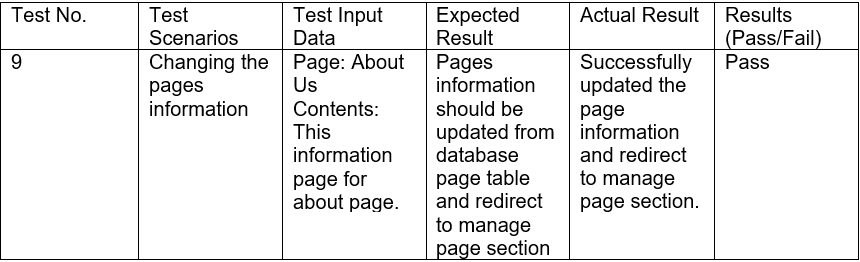 Test No.
Test
Scenarios
Test Input
Data
Expected
Result
Actual Result
Results
(Pass/Fail)
9
Changing the
pages
information
Page: About
Us
Contents:
This
information
page for
about page.
Pages
information
should be
updated from
database
page table
and redirect
to manage
page section
Successfully
updated the
page
information
and redirect
to manage
page section.
Pass